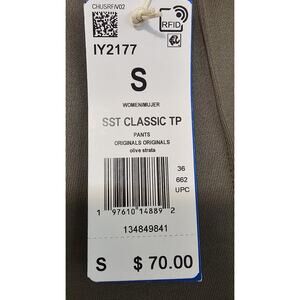 CHUSRFIV02
RFID
IY2177
S
WOMEN/MUJER
SST CLASSIC TP
PANTS
ORIGINALS ORIGINALS
olive strata
36
662
UPC
1 97610 14889 2
134849841
S $ 70.00